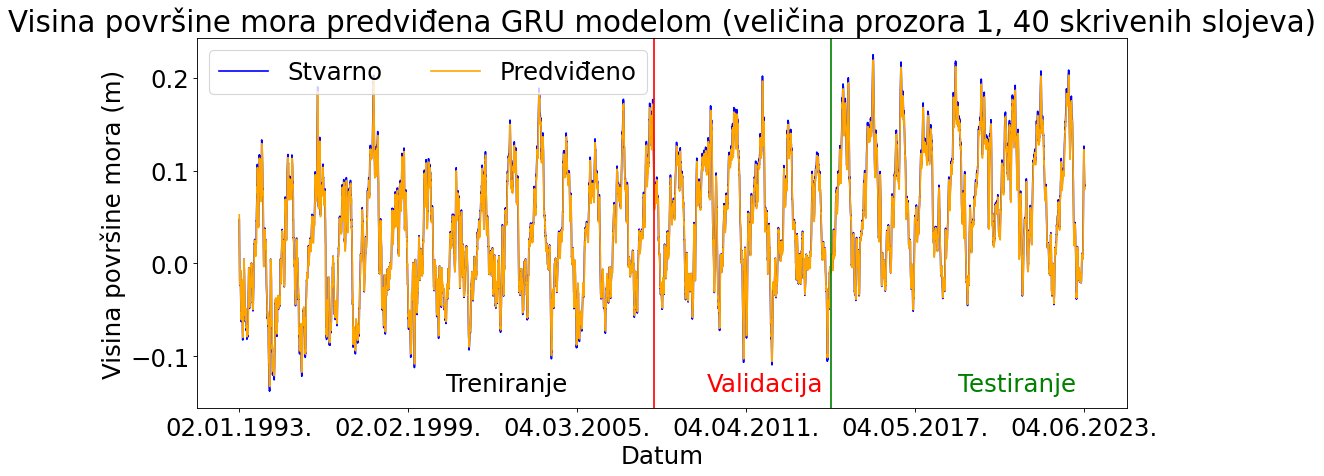 Visina površine mora predviđena GRU modelom (veličina prozora 1, 40 skrivenih slojeva)
Stvarno
Predviđeno
Visina površine mora (m)
0.2
0.1
0.0
−0.1
Treniranje
Validacija
Testiranje
02.01.1993.
02.02.1999.
04.03.2005.
04.04.2011.
04.05.2017.
04.06.2023.
Datum